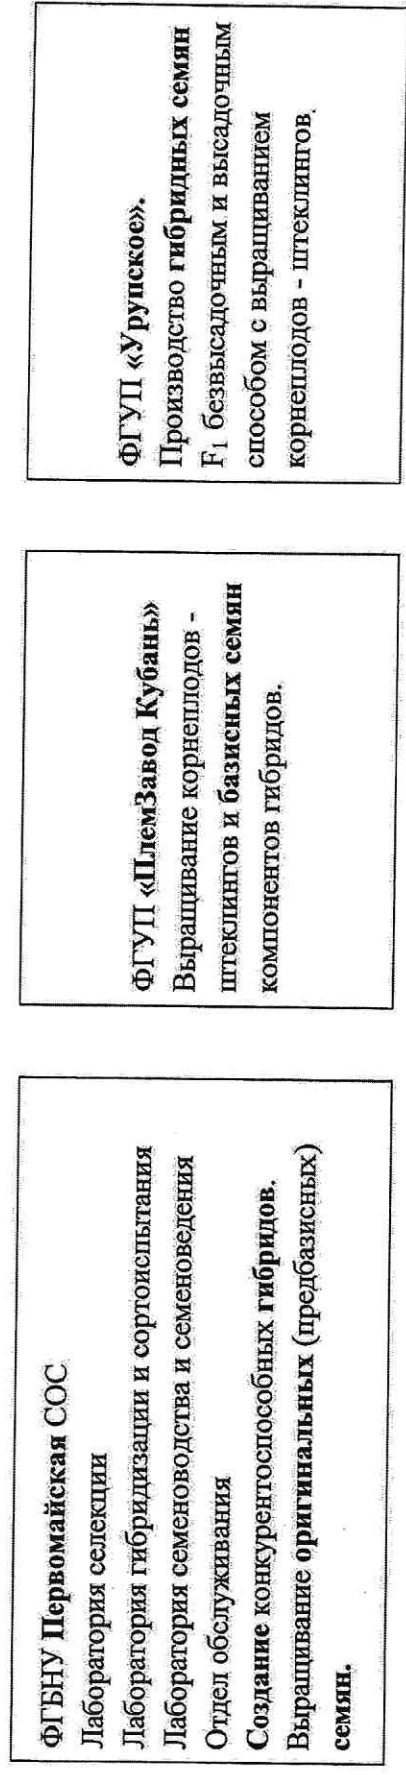 ФГБНУ Первомайская СОС
Лаборатория селекции
Лаборатория гибридизации и сортоиспытания
Лаборатория семеноводства и семеноведения
Отдел обслуживания
Создание конкурентоспособных гибридов.
Выращивание оригинальных (предбазисных)
семян.
ФГУП «ПлемЗавод Кубань»
Выращивание корнеплодов -
штеклингов и базисных семян
компонентов гибридов.
ФГУП «Урупское».
Производство гибридных семян
F₁ безвысадочным и высадочным
способом с выращиванием
корнеплодов - штеклингов.